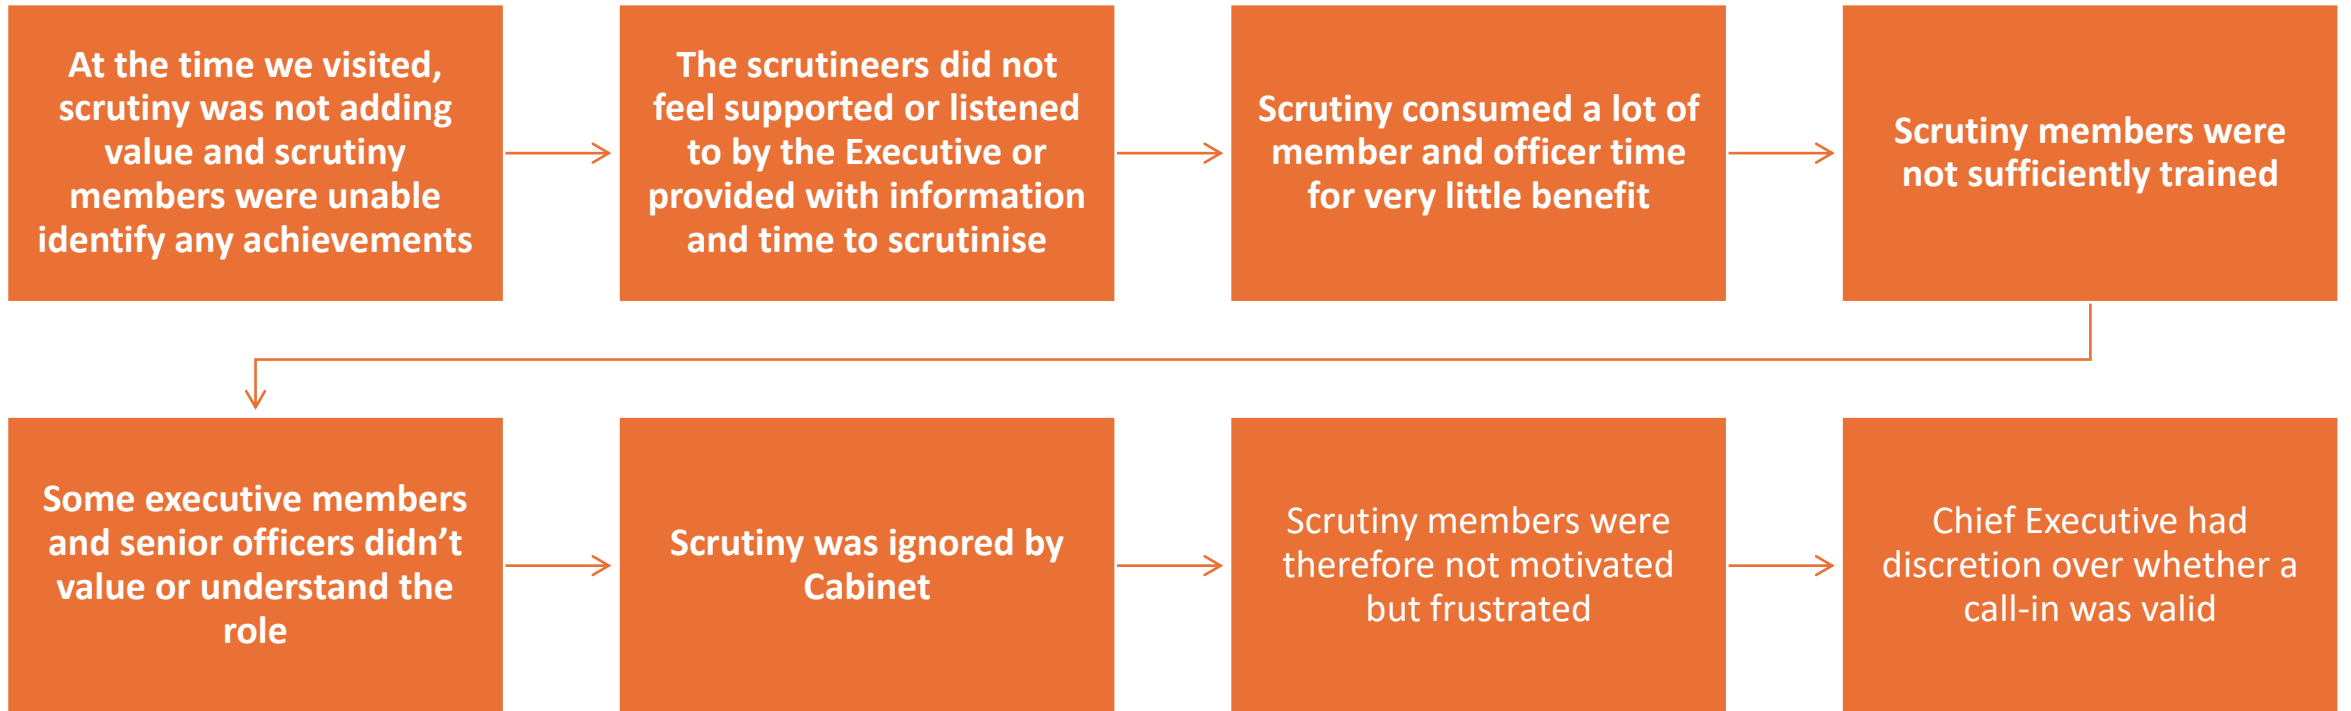 At the time we visited,
scrutiny was not adding
value and scrutiny
members were unable
identify any achievements
The scrutineers did not
feel supported or listened
to by the Executive or
provided with information
and time to scrutinise
Scrutiny consumed a lot of
member and officer time
for very little benefit
Scrutiny members were
not sufficiently trained
Some executive members
and senior officers didn’t
value or understand the
role
Scrutiny was ignored by
Cabinet
Scrutiny members were
therefore not motivated
but frustrated
Chief Executive had
discretion over whether a
call-in was valid